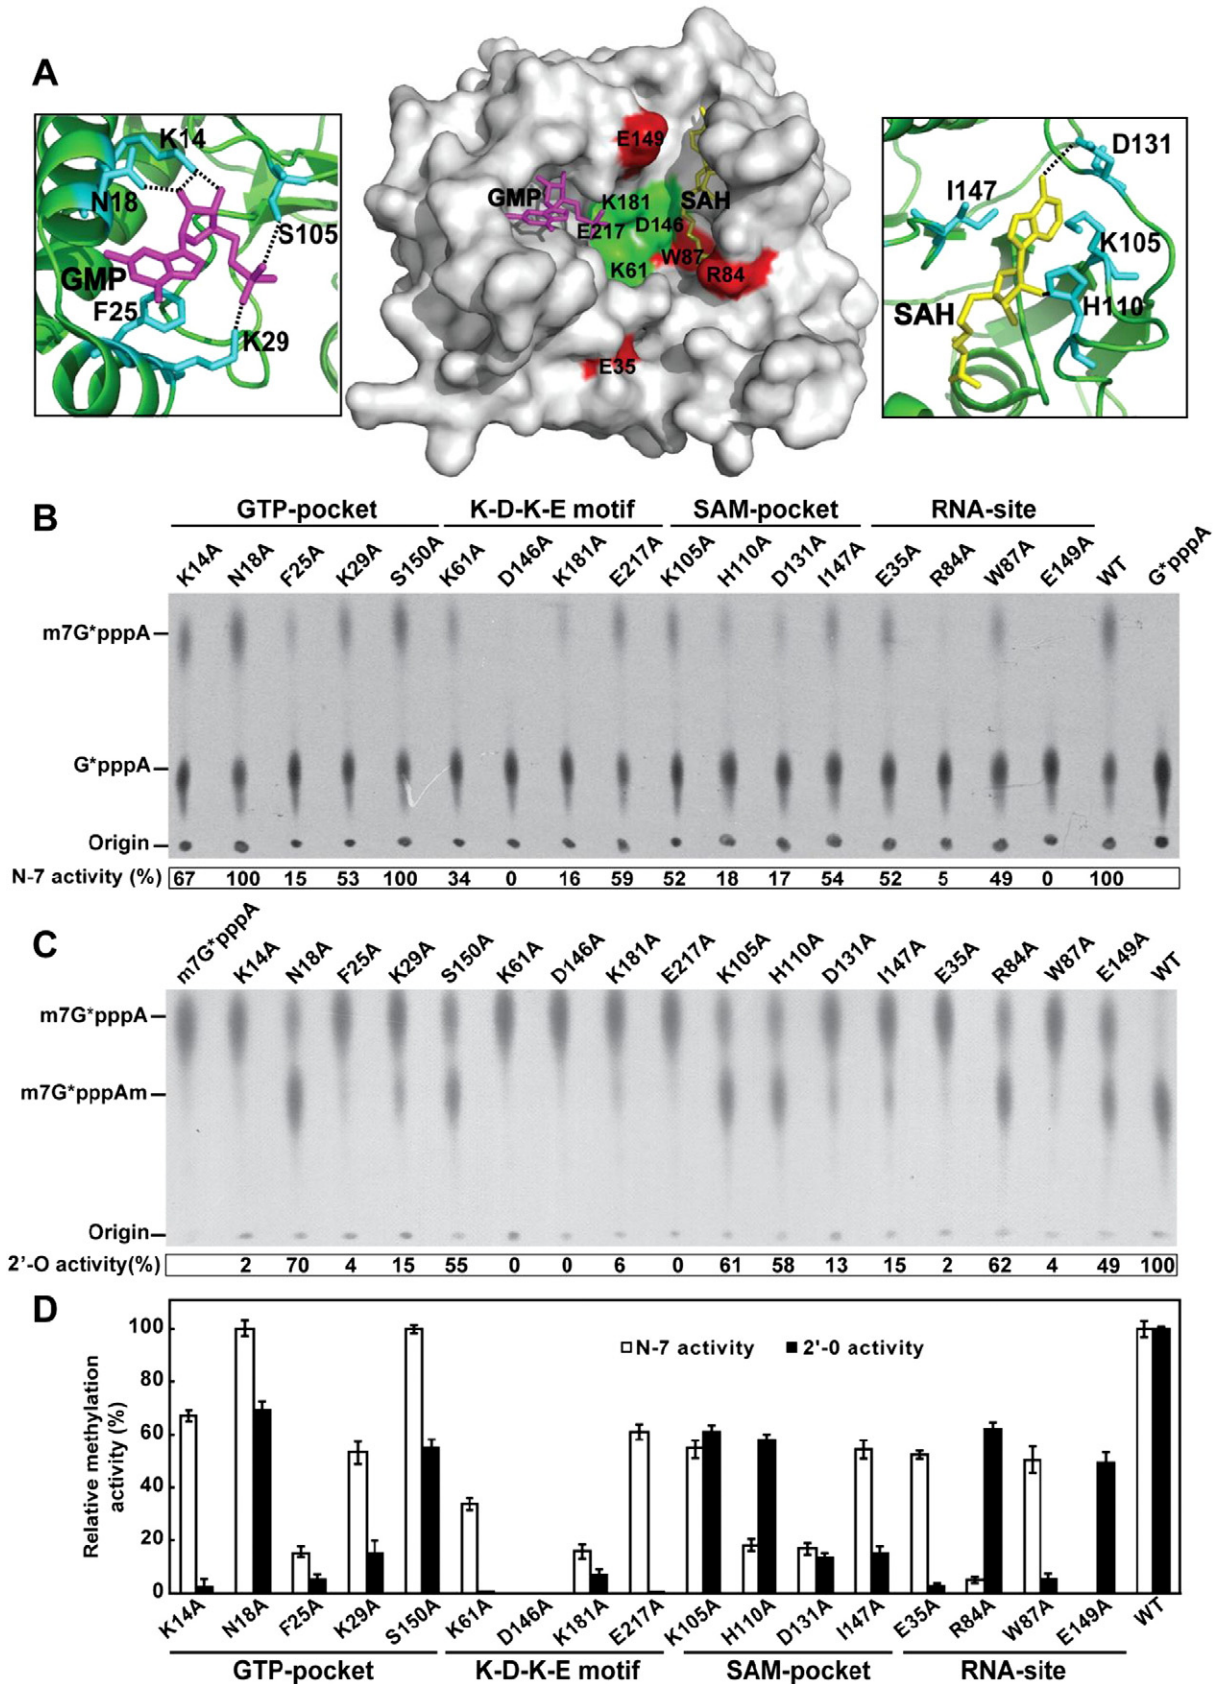 A
K14
N18
S105
GMP
F25
K29
E149
GMP
K181
SAH
E217
D146
W87
K61
R84
E35
D131
I147
K105
SAH
H110
B
GTP-pocket K-D-K-E motif SAM-pocket RNA-site
K14A N18A F25A K29A S150A K61A D146A K181A E217A K105A H110A D131A I147A E35A R84A W87A E149A WT G*pppA
m7G*pppA
G*pppA
Origin
N-7 activity (%) 67 100 15 53 100 34 0 16 59 52 18 17 54 52 5 49 0 100
C
m7G*pppA K14A N18A F25A K29A S150A K61A D146A K181A E217A K105A H110A D131A I147A E35A R84A W87A E149A WT
m7G*pppA
m7G*pppAm
Origin
2'-O activity(%) 2 70 4 15 55 0 0 6 0 61 58 13 15 2 62 4 49 100
D
Relative methylation
activity (%)
100
80
60
40
20
0
N-7 activity 2'-0 activity
K14A N18A F25A K29A S150A K61A D146A K181A E217A K105A H110A D131A I147A E35A R84A W87A E149A WT
GTP-pocket K-D-K-E motif SAM-pocket RNA-site